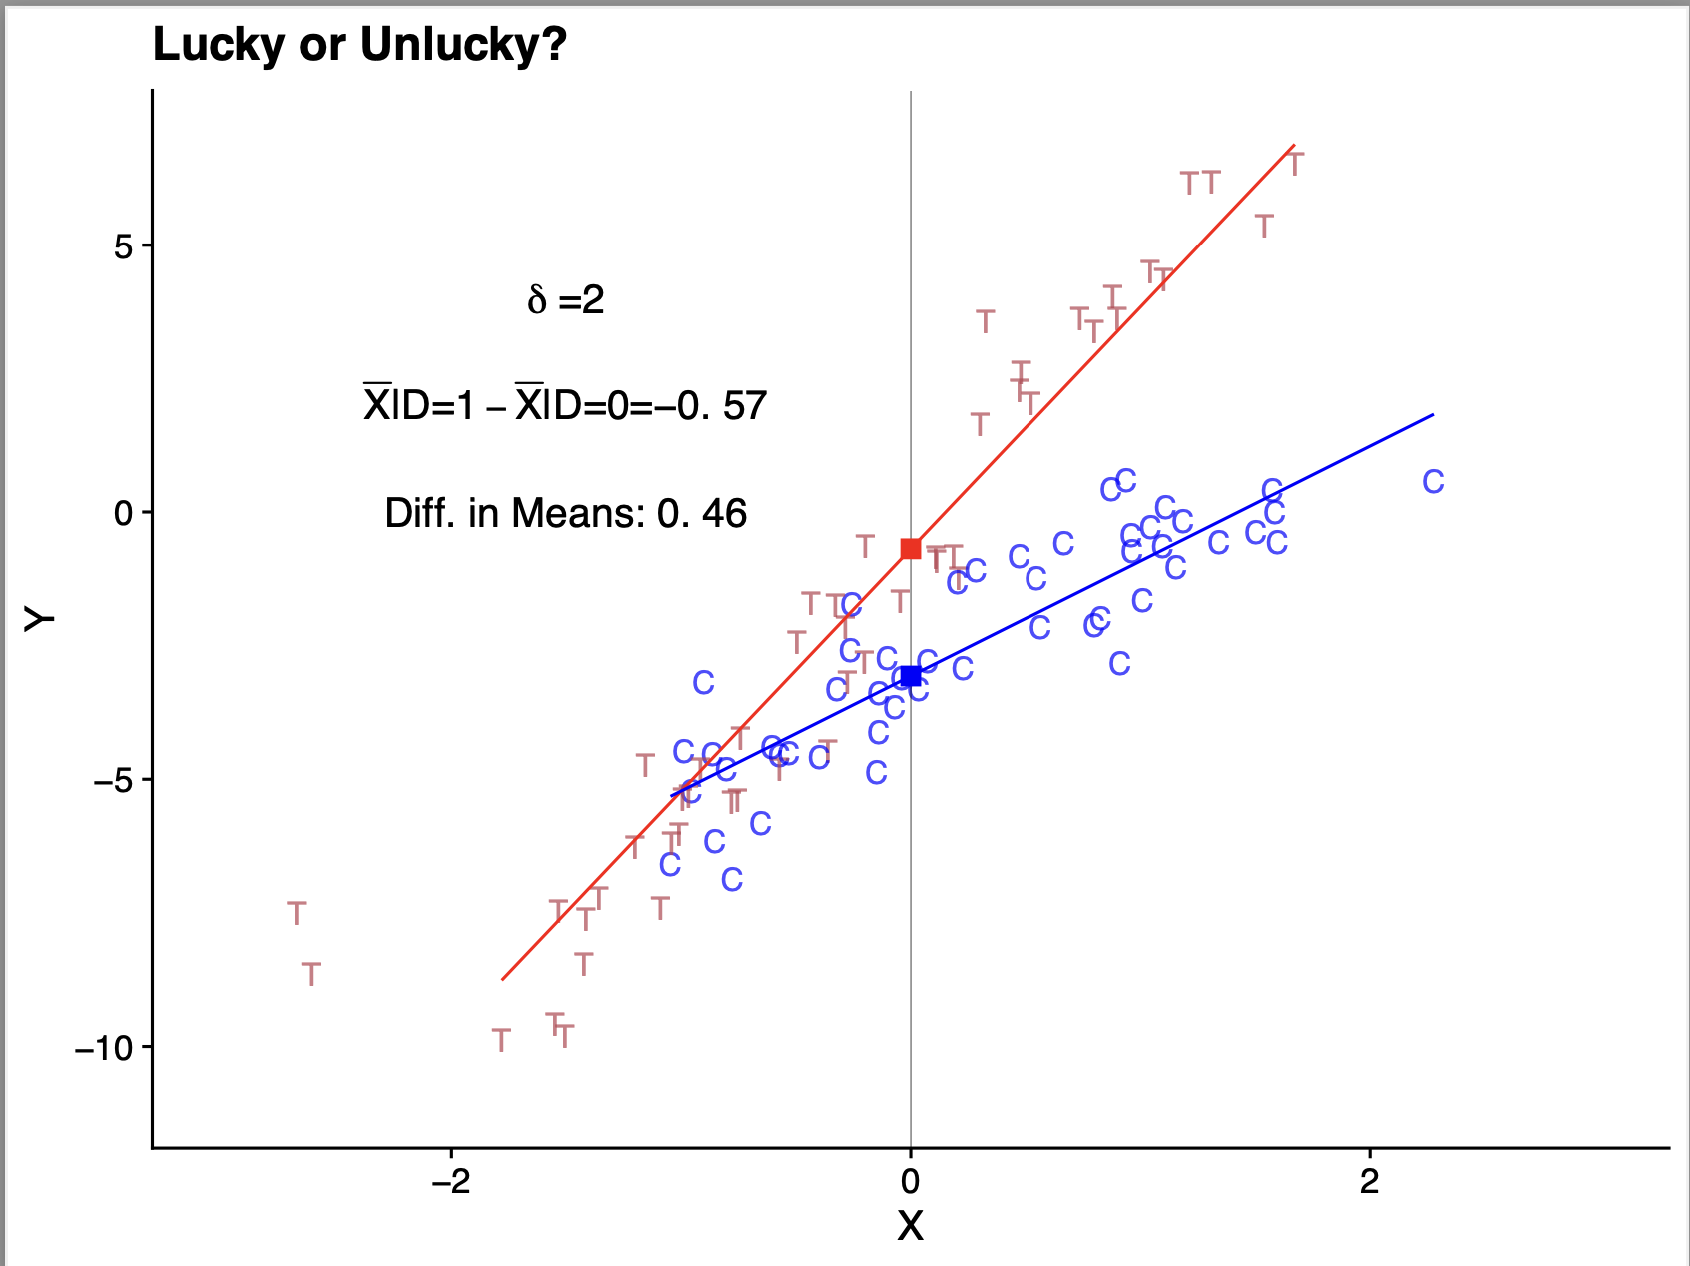 Lucky or Unlucky?
δ =2
X̅|D=1 – X̅|D=0=−0. 57
Diff. in Means: 0. 46
5
0
−5
−10
Y
−2
0
2
X